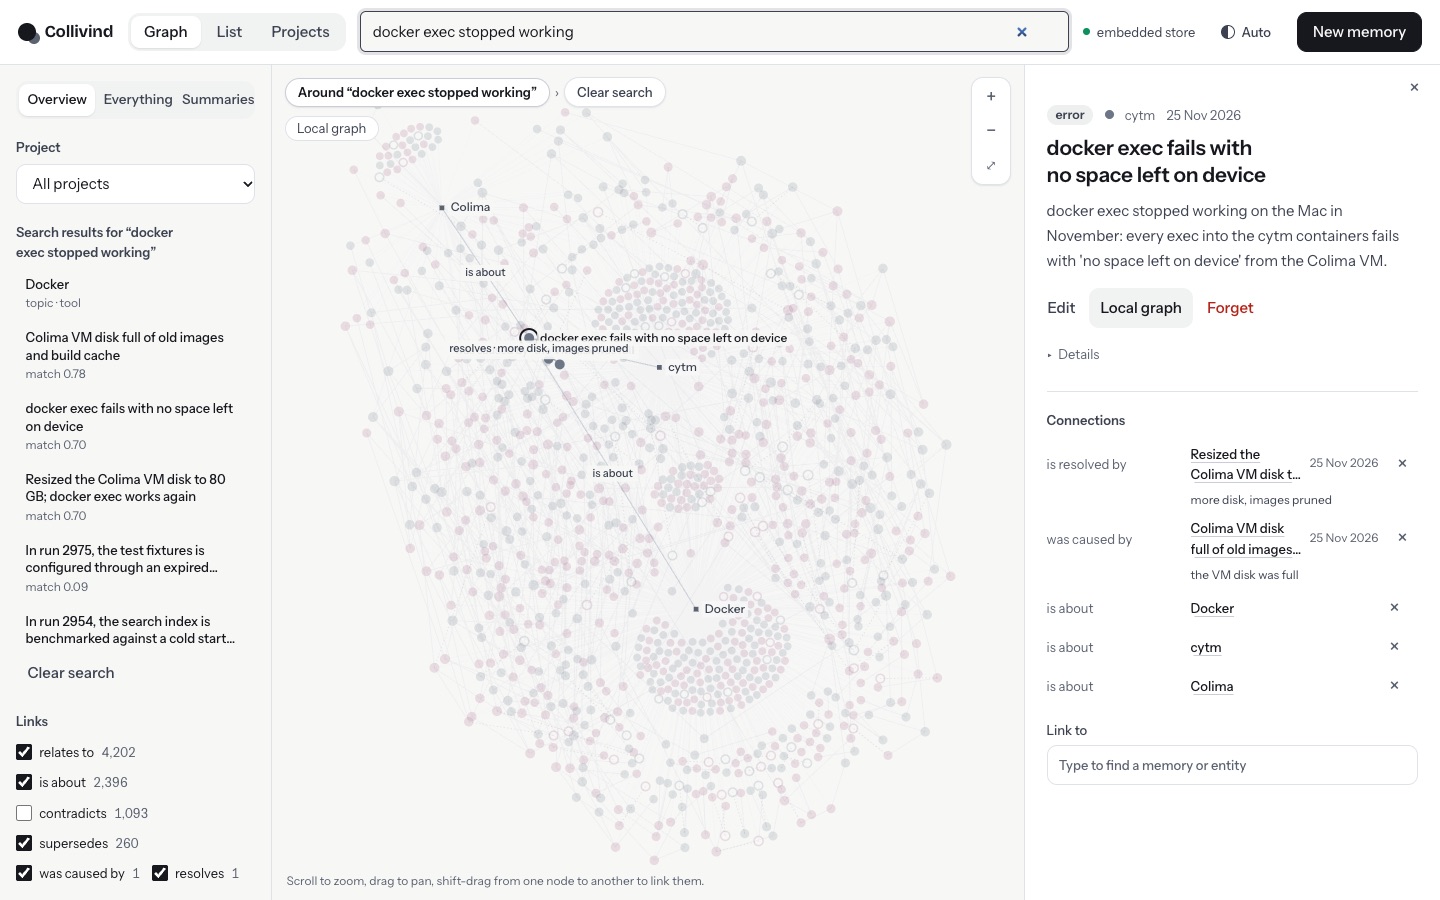 Collivind
Graph
List
Projects
docker exec stopped working
×
embedded store
Auto
New memory
Overview
Everything
Summaries
Project
All projects
Search results for “docker
exec stopped working”
Docker
topic · tool
Colima VM disk full of old images
and build cache
match 0.78
docker exec fails with no space left
on device
match 0.70
Resized the Colima VM disk to 80
GB; docker exec works again
match 0.70
In run 2975, the test fixtures is
configured through an expired…
match 0.09
In run 2954, the search index is
benchmarked against a cold start…
Clear search
Links
relates to 4,202
is about 2,396
contradicts 1,093
supersedes 260
was caused by 1
resolves 1
Around “docker exec stopped working”
›
Clear search
Local graph
+
−
Colima
is about
docker exec fails with no space left on device
resolves · more disk, images pruned
cytm
is about
Docker
Scroll to zoom, drag to pan, shift-drag from one node to another to link them.
×
error
cytm
25 Nov 2026
docker exec fails with
no space left on device
docker exec stopped working on the Mac in
November: every exec into the cytm containers fails
with 'no space left on device' from the Colima VM.
Edit
Local graph
Forget
Details
Connections
is resolved by
Resized the
Colima VM disk t…
25 Nov 2026
×
more disk, images pruned
was caused by
Colima VM disk
full of old images…
25 Nov 2026
×
the VM disk was full
is about
Docker
×
is about
cytm
×
is about
Colima
×
Link to
Type to find a memory or entity